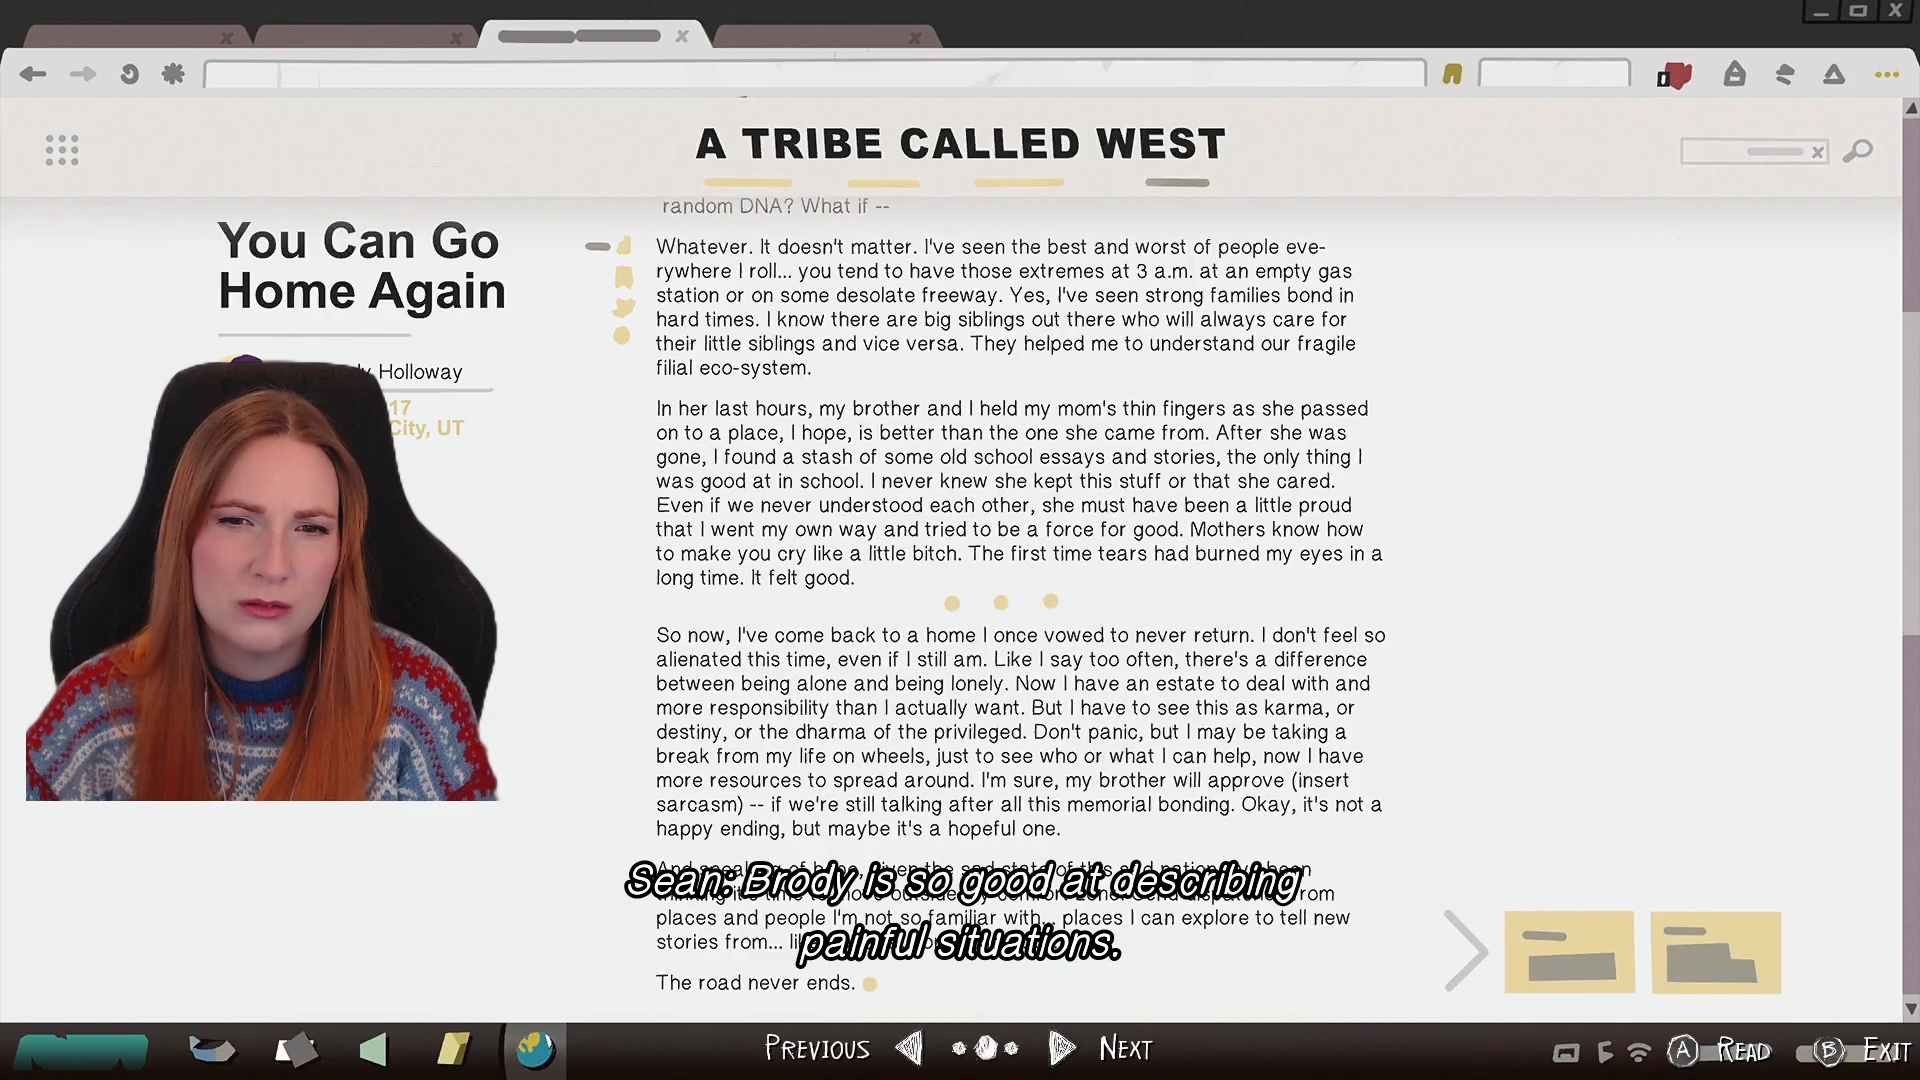 A TRIBE CALLED WEST
You Can Go
Home Again
Holloway
17
City, UT
random DNA? What if --
Whatever. It doesn't matter. I've seen the best and worst of people eve-
rywhere I roll... you tend to have those extremes at 3 a.m. at an empty gas
station or on some desolate freeway. Yes, I've seen strong families bond in
hard times. I know there are big siblings out there who will always care for
their little siblings and vice versa. They helped me to understand our fragile
filial eco-system.
In her last hours, my brother and I held my mom's thin fingers as she passed
on to a place, I hope, is better than the one she came from. After she was
gone, I found a stash of some old school essays and stories, the only thing I
was good at in school. I never knew she kept this stuff or that she cared.
Even if we never understood each other, she must have been a little proud
that I went my own way and tried to be a force for good. Mothers know how
to make you cry like a little bitch. The first time tears had burned my eyes in a
long time. It felt good.
So now, I've come back to a home I once vowed to never return. I don't feel so
alienated this time, even if I still am. Like I say too often, there's a difference
between being alone and being lonely. Now I have an estate to deal with and
more responsibility than I actually want. But I have to see this as karma, or
destiny, or the dharma of the privileged. Don't panic, but I may be taking a
break from my life on wheels, just to see who or what I can help, now I have
more resources to spread around. I'm sure, my brother will approve (insert
sarcasm) -- if we're still talking after all this memorial bonding. Okay, it's not a
happy ending, but maybe it's a hopeful one.
Sean: Brody is so good at describing
from
places and people I'm not so familiar with... places I can explore to tell new
stories from...
painful situations.
The road never ends.
PREVIOUS
NEXT
A READ
B EXIT